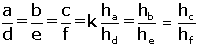 a/d = b/e = c/f = k h_a/h_d = h_b/h_e = h_c/h_f